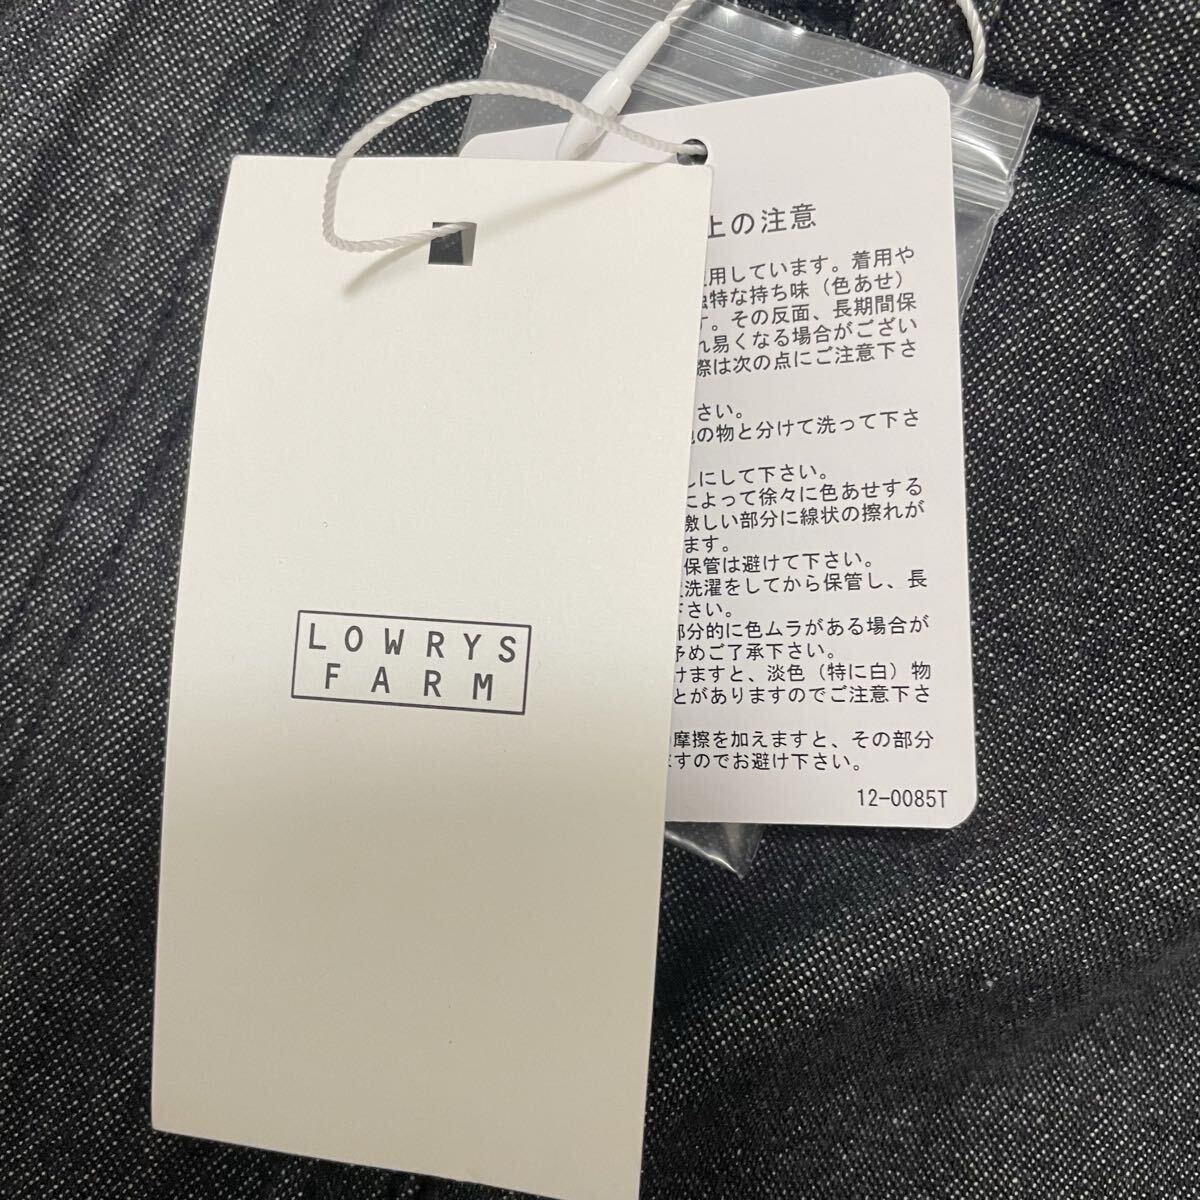 LOWRYS
FARM
上の注意
用しています。着用や
特な持ち味（色あせ）
。その反面、長期間保
れ易くなる場合がござい
際は次の点にご注意下さ
さい。
の物と分けて洗って下さ
にして下さい。
によって徐々に色あせする
激しい部分に線状の擦れが
ます。
保管は避けて下さい。
洗濯をしてから保管し、長
さい。
部分的に色ムラがある場合が
予めご了承下さい。
けますと、淡色（特に白）物
とがありますのでご注意下さ
摩擦を加えますと、その部分
ますのでお避け下さい。
12-0085T